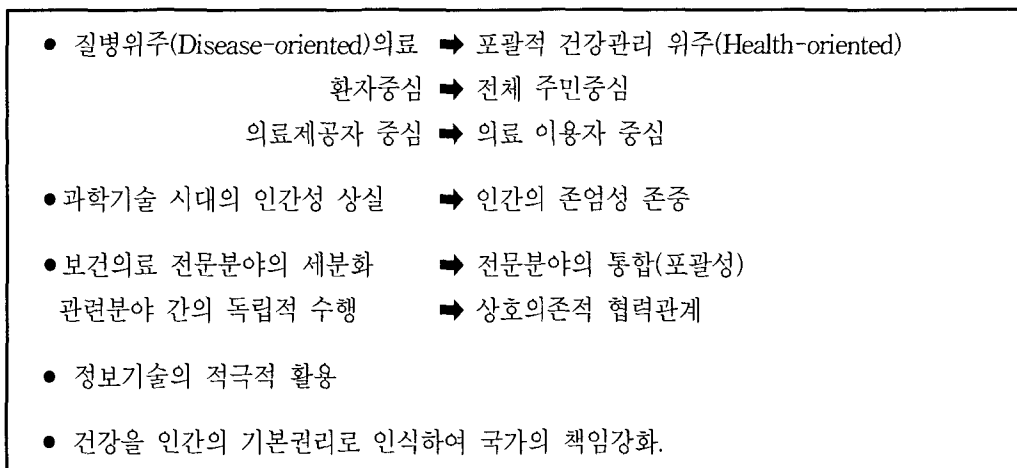 ● 질병위주(Disease-oriented)의료 ➡ 포괄적 건강관리 위주(Health-oriented)
환자중심 ➡ 전체 주민중심
의료제공자 중심 ➡ 의료 이용자 중심
● 과학기술 시대의 인간성 상실 ➡ 인간의 존엄성 존중
● 보건의료 전문분야의 세분화 ➡ 전문분야의 통합(포괄성)
관련분야 간의 독립적 수행 ➡ 상호의존적 협력관계
● 정보기술의 적극적 활용
● 건강을 인간의 기본권리로 인식하여 국가의 책임강화.